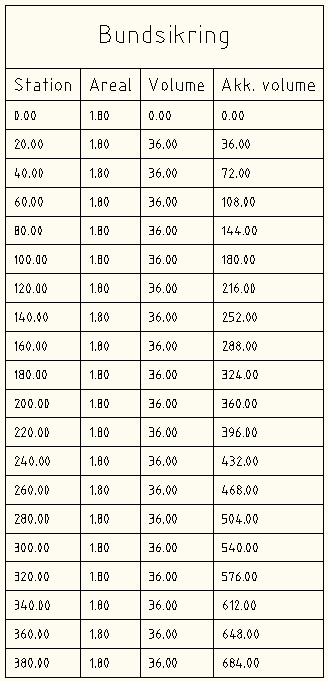 Bundsikring
Station Areal Volume Akk. volume
0.00 1.80 0.00 0.00
20.00 1.80 36.00 36.00
40.00 1.80 36.00 72.00
60.00 1.80 36.00 108.00
80.00 1.80 36.00 144.00
100.00 1.80 36.00 180.00
120.00 1.80 36.00 216.00
140.00 1.80 36.00 252.00
160.00 1.80 36.00 288.00
180.00 1.80 36.00 324.00
200.00 1.80 36.00 360.00
220.00 1.80 36.00 396.00
240.00 1.80 36.00 432.00
260.00 1.80 36.00 468.00
280.00 1.80 36.00 504.00
300.00 1.80 36.00 540.00
320.00 1.80 36.00 576.00
340.00 1.80 36.00 612.00
360.00 1.80 36.00 648.00
380.00 1.80 36.00 684.00